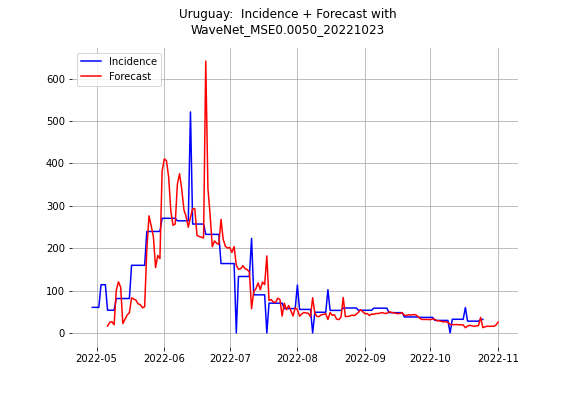 Uruguay:  Incidence + Forecast with
WaveNet_MSE0.0050_20221023
Incidence
Forecast
600
500
400
300
200
100
0
2022-05 2022-06 2022-07 2022-08 2022-09 2022-10 2022-11